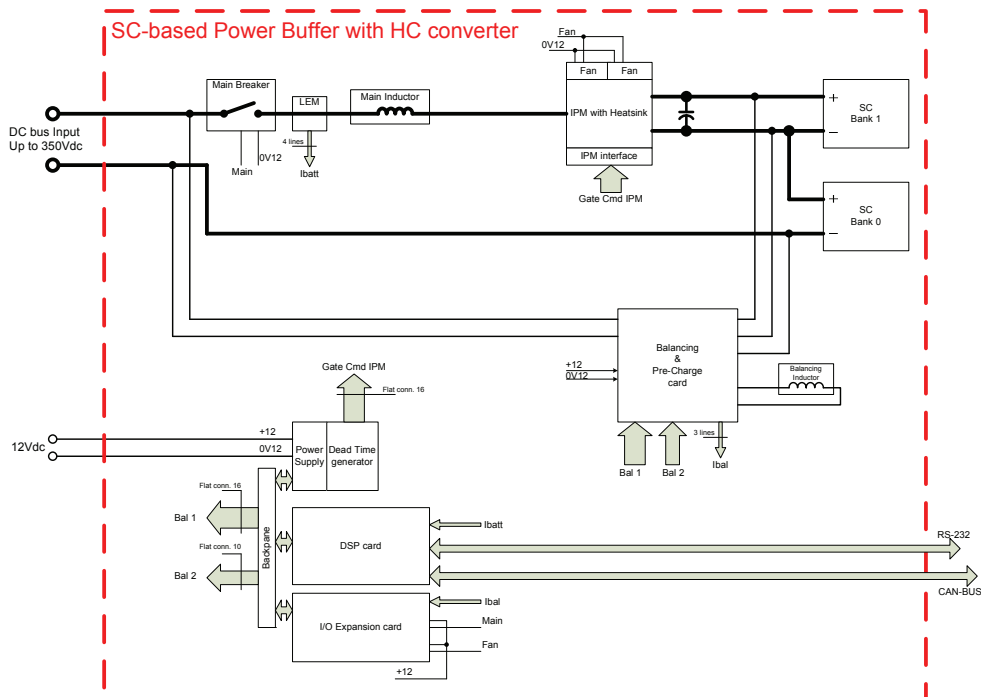 SC-based Power Buffer with HC converter
Fan
0V12
Fan
Fan
Main Breaker
LEM
Main Inductor
IPM with Heatsink
+
SC
Bank 1
−
DC bus Input
Up to 350Vdc
4 lines
0V12
Main
Ibatt
IPM interface
Gate Cmd IPM
+
SC
Bank 0
−
Balancing
&
Pre-Charge
card
+12
0V12
Balancing
Inductor
Gate Cmd IPM
Flat conn. 16
3 lines
Bal 1
Bal 2
Ibal
12Vdc
+12
0V12
Power
Supply
Dead Time
generator
Flat conn. 16
Bal 1
Flat conn. 10
Bal 2
Backpane
DSP card
Ibatt
RS-232
CAN-BUS
I/O Expansion card
Ibal
Main
Fan
+12